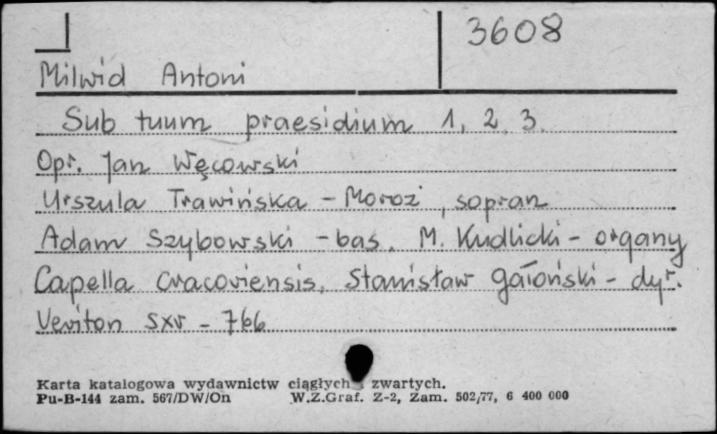 3608
Milwid Antoni
Sub tuum praesidium 1, 2, 3.
Opr. Jan Węcowski
Urszula Trawińska - Moroz, sopran
Adam Szybowski - bas. M. Kudlicki - organy
Capella cracoviensis, Stanisław Gałoński - dyr.
Veriton SXV - 766
Karta katalogowa wydawnictw ciągłych i zwartych.
Pu-B-144 zam. 567/DW/On W.Z.Graf. Z-2, Zam. 502/77, 6 400 000